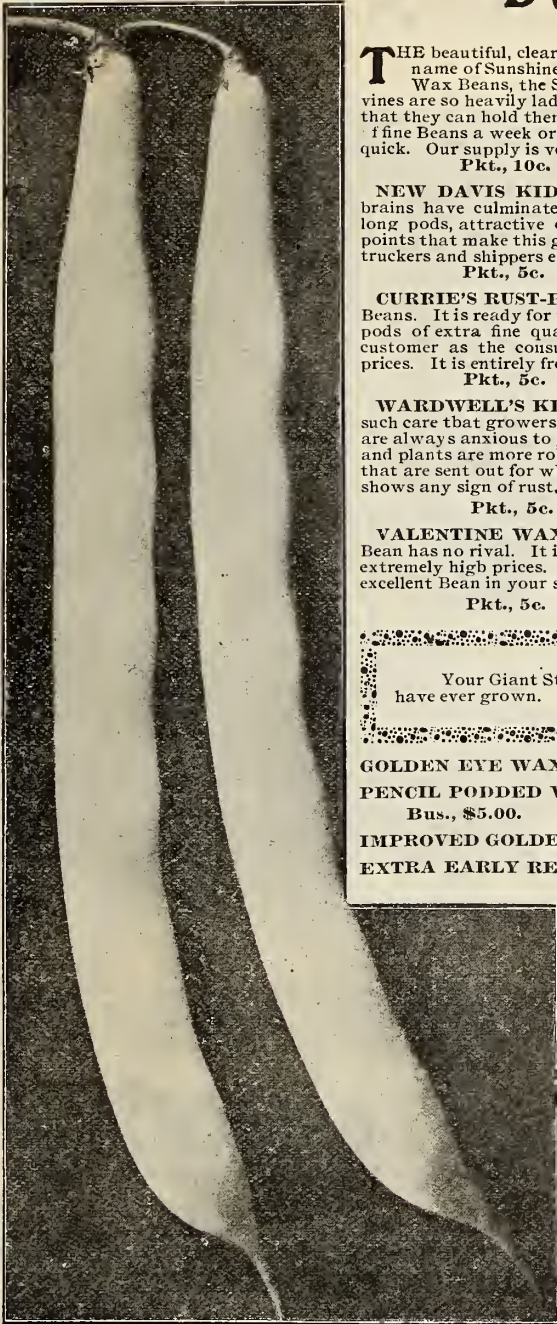 THE beautiful, clear
name of Sunshine
Wax Beans, the S
vines are so heavily lad
that they can hold then
f fine Beans a week or
quick. Our supply is ve
Pkt., 10c.
NEW DAVIS KID
brains have culminate
long pods, attractive
points that make this g
truckers and shippers e
Pkt., 5c.
CURRIE'S RUST-P
Beans. It is ready for
pods of extra fine qua
customer as the consu
prices. It is entirely fre
Pkt., 5c.
WARDWELL'S KI
such care that growers
are always anxious to
and plants are more ro
that are sent out for w
shows any sign of rust.
Pkt., 5c.
VALENTINE WAX
Bean has no rival. It i
extremely high prices.
excellent Bean in your s
Pkt., 5c.
Your Giant St
have ever grown.
GOLDEN EYE WAX
PENCIL PODDED
Bus., $5.00.
IMPROVED GOLDE
EXTRA EARLY RE